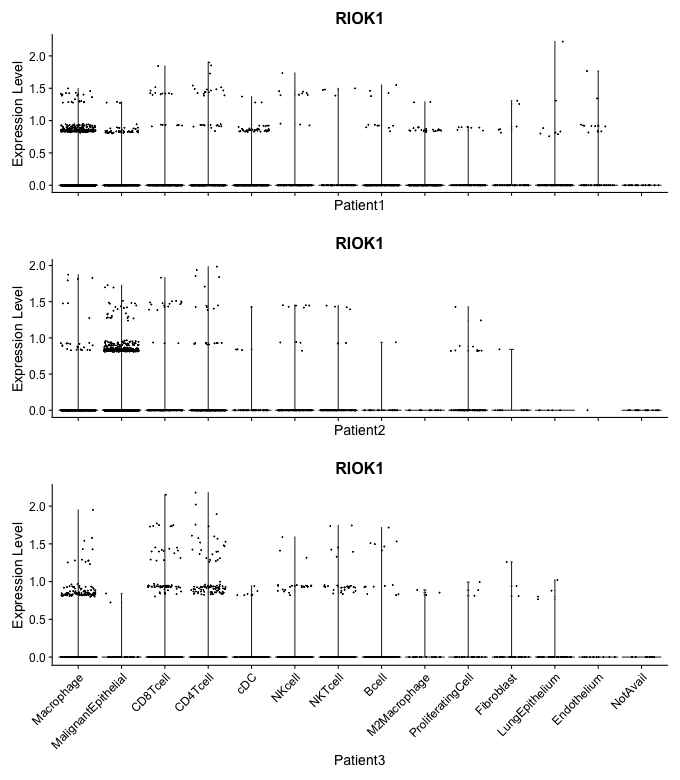 RIOK1
Expression Level
2.0
1.5
1.0
0.5
0.0
Patient1
RIOK1
Expression Level
2.0
1.5
1.0
0.5
0.0
Patient2
RIOK1
Expression Level
2.0
1.5
1.0
0.5
0.0
Macrophage
MalignantEpithelial
CD8Tcell
CD4Tcell
cDC
NKcell
NKTcell
Bcell
M2Macrophage
ProliferatingCell
Fibroblast
LungEpithelium
Endothelium
NotAvail
Patient3